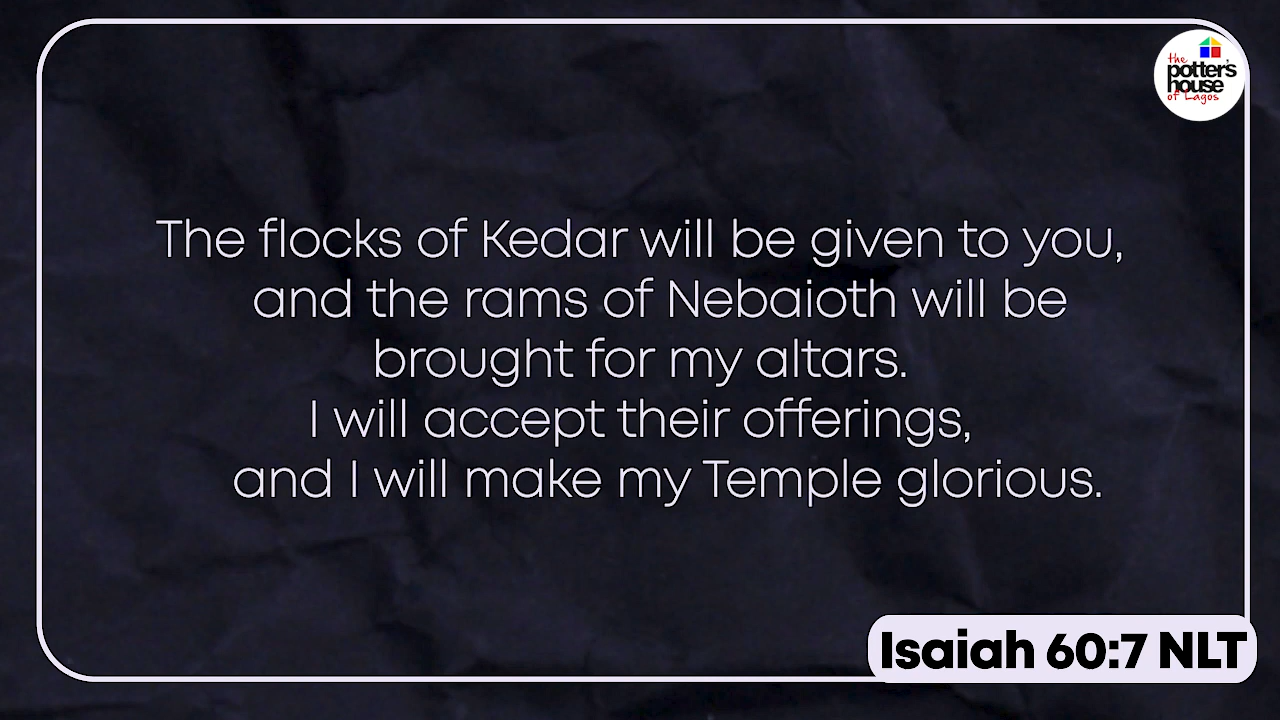 the
potter's
house
of Lagos
The flocks of Kedar will be given to you,
and the rams of Nebaioth will be
brought for my altars.
I will accept their offerings,
and I will make my Temple glorious.
Isaiah 60:7 NLT